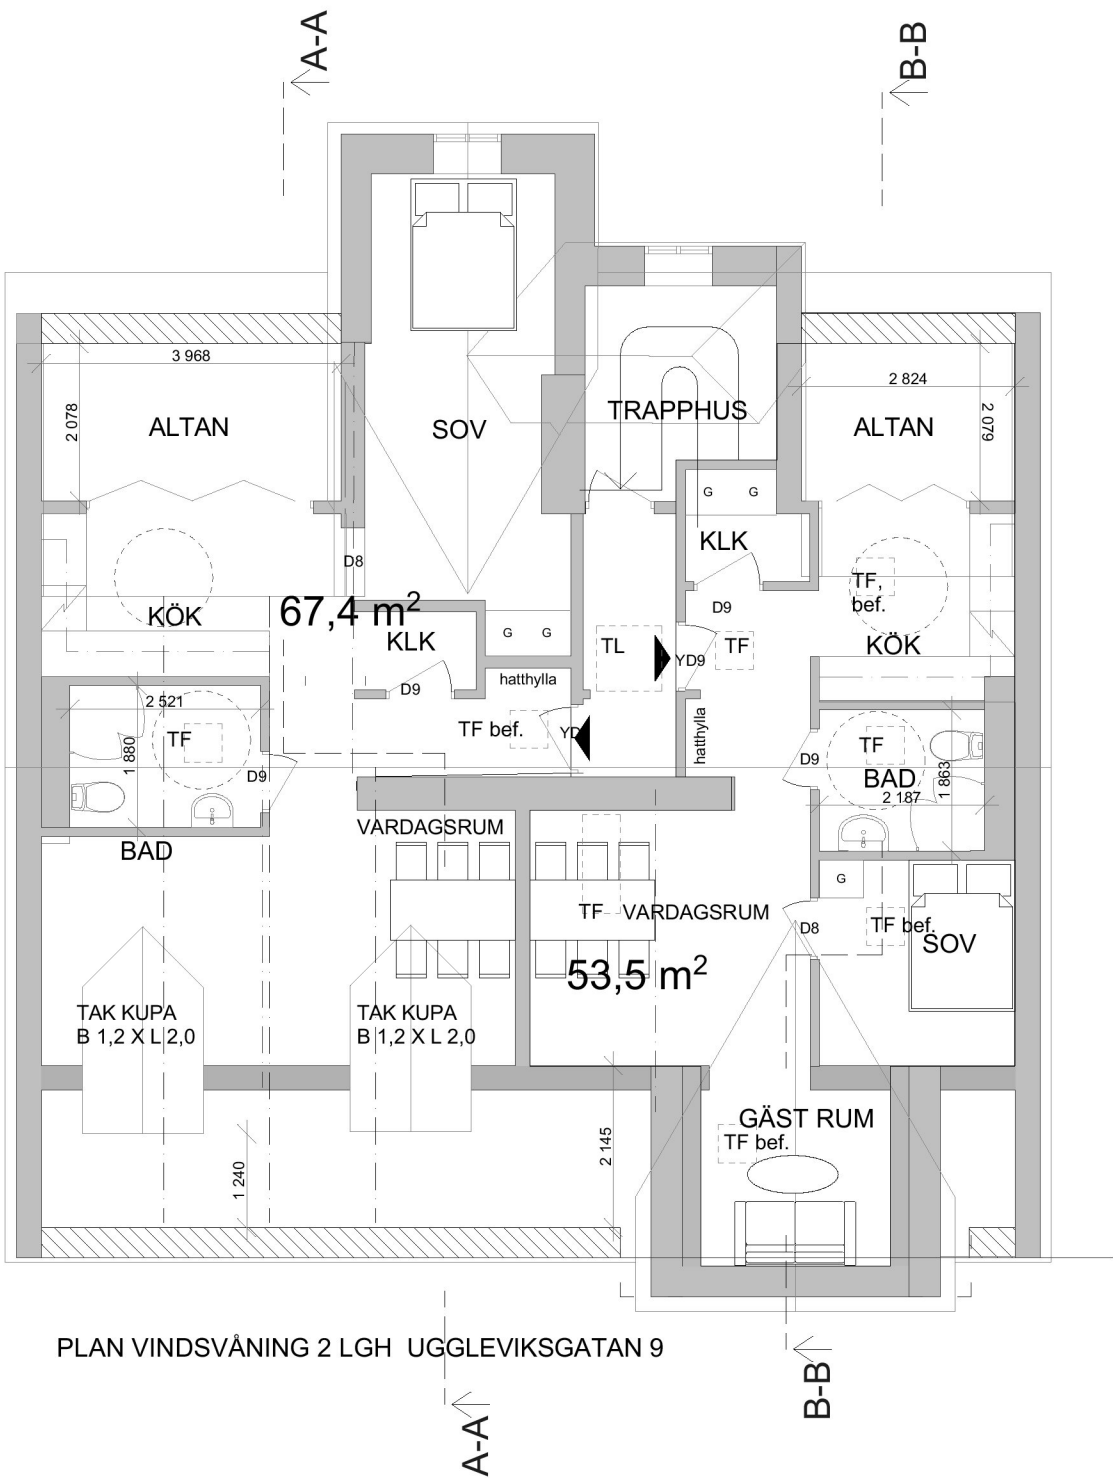 A-A
B-B
3 968
2 078
ALTAN
SOV
TRAPPHUS
2 824
ALTAN
2 079
G G
KLK
D8
D9
TF,
bef.
KÖK
67,4 m²
KLK
G G
TL
YD9
TF
KÖK
D9
hatthylla
hatthylla
2 521
TF
1 880
D9
TF bef.
YD
D9
TF
BAD
2 187
1 863
BAD
VARDAGSRUM
G
TF VARDAGSRUM
D8
TF bef.
SOV
53,5 m²
TAK KUPA
B 1,2 X L 2,0
TAK KUPA
B 1,2 X L 2,0
GÄST RUM
TF bef.
2 145
1 240
PLAN VINDSVÅNING 2 LGH UGGLEVIKSGATAN 9
B-B
A-A